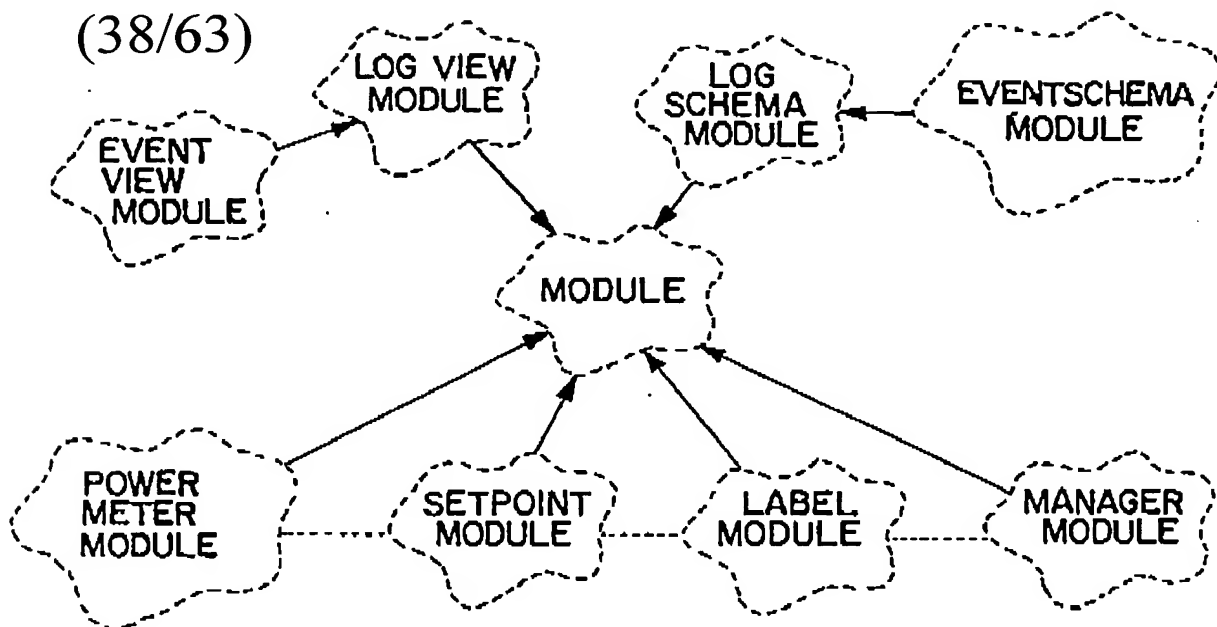 (38/63)
LOG VIEW
MODULE
LOG
SCHEMA
MODULE
EVENTSCHEMA
MODULE
EVENT
VIEW
MODULE
MODULE
POWER
METER
MODULE
SETPOINT
MODULE
LABEL
MODULE
MANAGER
MODULE